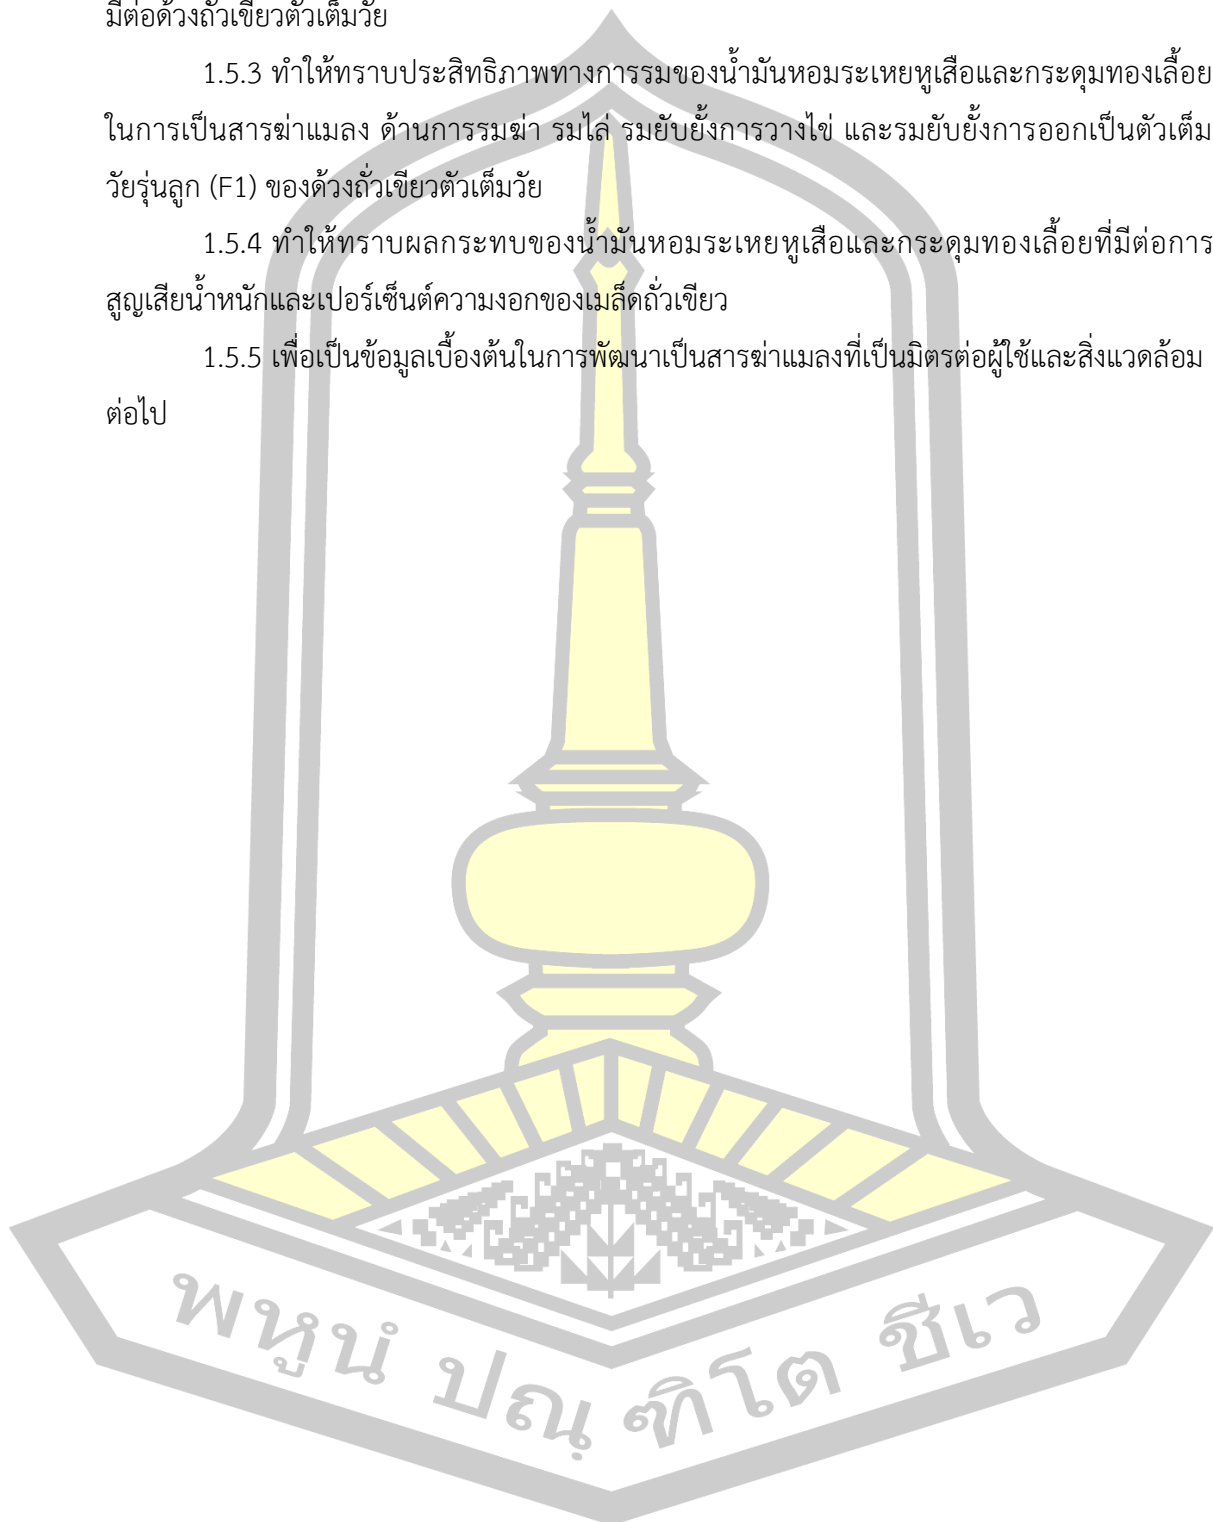 มีต่อด้วงถั่วเขียวตัวเต็มวัย
1.5.3 ทำให้ทราบประสิทธิภาพทางการรมของน้ำมันหอมระเหยหูเสือและกระดุมทองเลื้อย
ในการเป็นสารฆ่าแมลง ด้านการรมฆ่า รมไล่ รมยับยั้งการวางไข่ และรมยับยั้งการออกเป็นตัวเต็ม
วัยรุ่นลูก (F1) ของด้วงถั่วเขียวตัวเต็มวัย
1.5.4 ทำให้ทราบผลกระทบของน้ำมันหอมระเหยหูเสือและกระดุมทองเลื้อยที่มีต่อการ
สูญเสียน้ำหนักและเปอร์เซ็นต์ความงอกของเมล็ดถั่วเขียว
1.5.5 เพื่อเป็นข้อมูลเบื้องต้นในการพัฒนาเป็นสารฆ่าแมลงที่เป็นมิตรต่อผู้ใช้และสิ่งแวดล้อม
ต่อไป
พหูนํ ปณฺ ฑิโต ชีเว